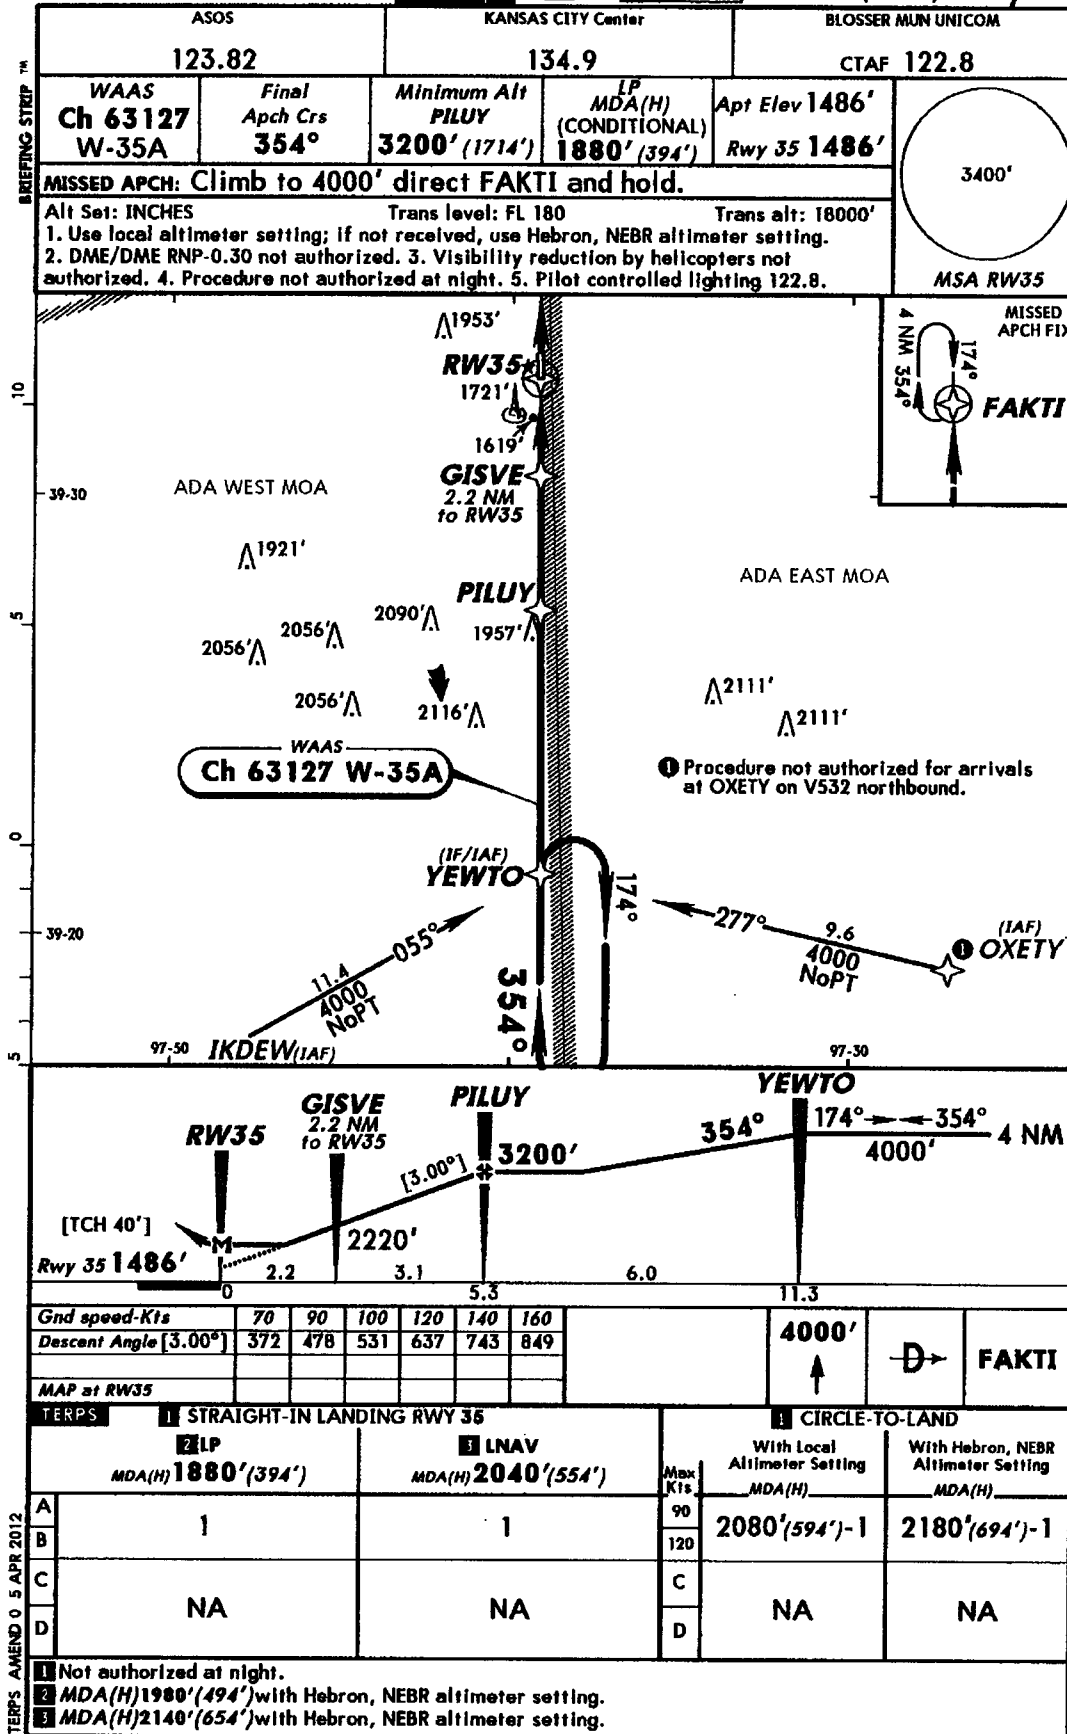 ASOS
123.82
KANSAS CITY Center
134.9
BLOSSER MUN UNICOM
CTAF 122.8
BRIEFING STRIP ™
WAAS
Ch 63127
W-35A
Final
Apch Crs
354°
Minimum Alt
PILUY
3200' (1714')
LP
MDA(H)
(CONDITIONAL)
1880' (394')
Apt Elev 1486'
Rwy 35 1486'
3400'
MSA RW35
MISSED APCH: Climb to 4000' direct FAKTI and hold.
Alt Set: INCHES Trans level: FL 180 Trans alt: 18000'
1. Use local altimeter setting; if not received, use Hebron, NEBR altimeter setting.
2. DME/DME RNP-0.30 not authorized. 3. Visibility reduction by helicopters not
authorized. 4. Procedure not authorized at night. 5. Pilot controlled lighting 122.8.
1953'
RW35
1721'
1619'
MISSED
APCH FIX
4 NM
354°
174°
FAKTI
10
GISVE
2.2 NM
to RW35
39-30
ADA WEST MOA
1921'
ADA EAST MOA
PILUY
5
2090'
1957'
2056'
2056'
2056'
2116'
2111'
2111'
WAAS
Ch 63127 W-35A
1 Procedure not authorized for arrivals
at OXETY on V532 northbound.
0
(IF/IAF)
YEWTO
174°
39-20
055°
11.4
4000
NoPT
277°
9.6
4000
NoPT
(IAF)
1 OXETY
354°
5
97-50
IKDEW(IAF)
97-30
RW35
GISVE
2.2 NM
to RW35
PILUY
YEWTO
174° 354°
4000'
4 NM
354°
3200'
[3.00°]
2220'
[TCH 40']
M
Rwy 35 1486'
2.2 3.1 6.0
0 5.3 11.3
Gnd speed-Kts 70 90 100 120 140 160
Descent Angle [3.00°] 372 478 531 637 743 849
MAP at RW35
4000'
D
FAKTI
TERPS
1 STRAIGHT-IN LANDING RWY 35
1 CIRCLE-TO-LAND
2 LP
MDA(H) 1880' (394')
3 LNAV
MDA(H) 2040' (554')
Max
Kts
With Local
Altimeter Setting
MDA(H)
With Hebron, NEBR
Altimeter Setting
MDA(H)
A
B
1
1
90
120
2080' (594')-1
2180' (694')-1
C
D
NA
NA
C
D
NA
NA
1 Not authorized at night.
2 MDA(H)1980' (494')with Hebron, NEBR altimeter setting.
3 MDA(H)2140' (654')with Hebron, NEBR altimeter setting.
TERPS AMEND 0 5 APR 2012